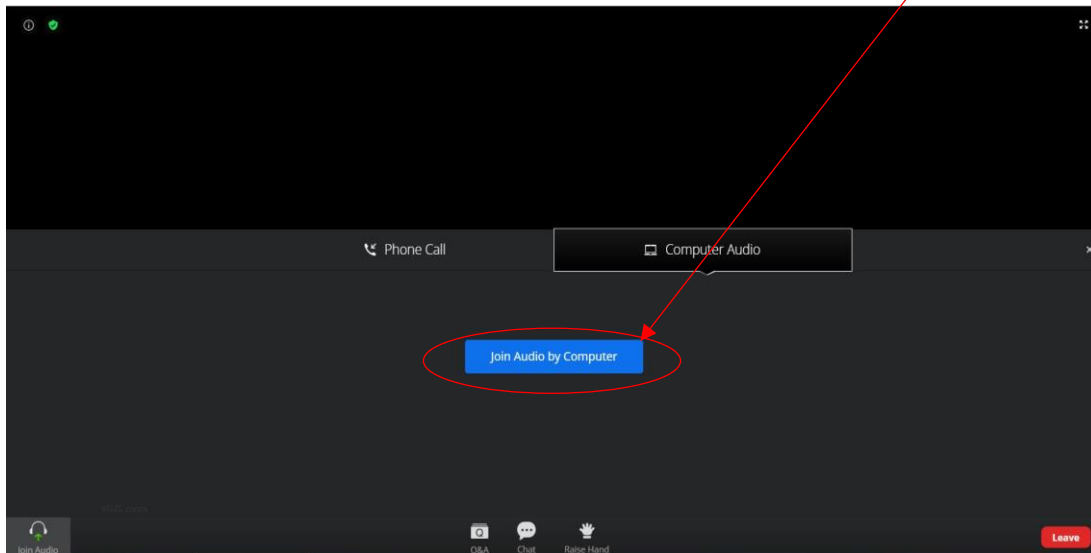 Phone Call
Computer Audio
Join Audio by Computer
Join Audio
Q&A
Chat
Raise Hand
Leave